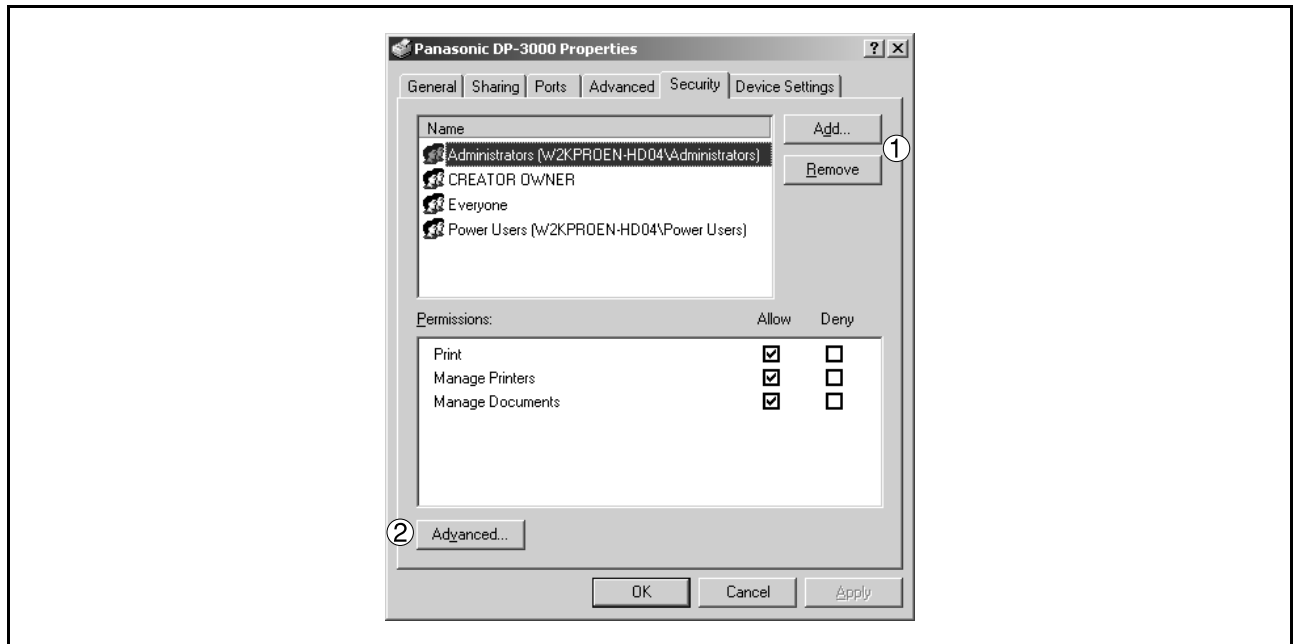 Panasonic DP-3000 Properties
General Sharing Ports Advanced Security Device Settings
Name
Add...
①
Administrators (W2KPROEN-HD04\Administrators)
Remove
CREATOR OWNER
Everyone
Power Users (W2KPROEN-HD04\Power Users)
Permissions: Allow Deny
Print
Manage Printers
Manage Documents
② Advanced...
OK Cancel Apply